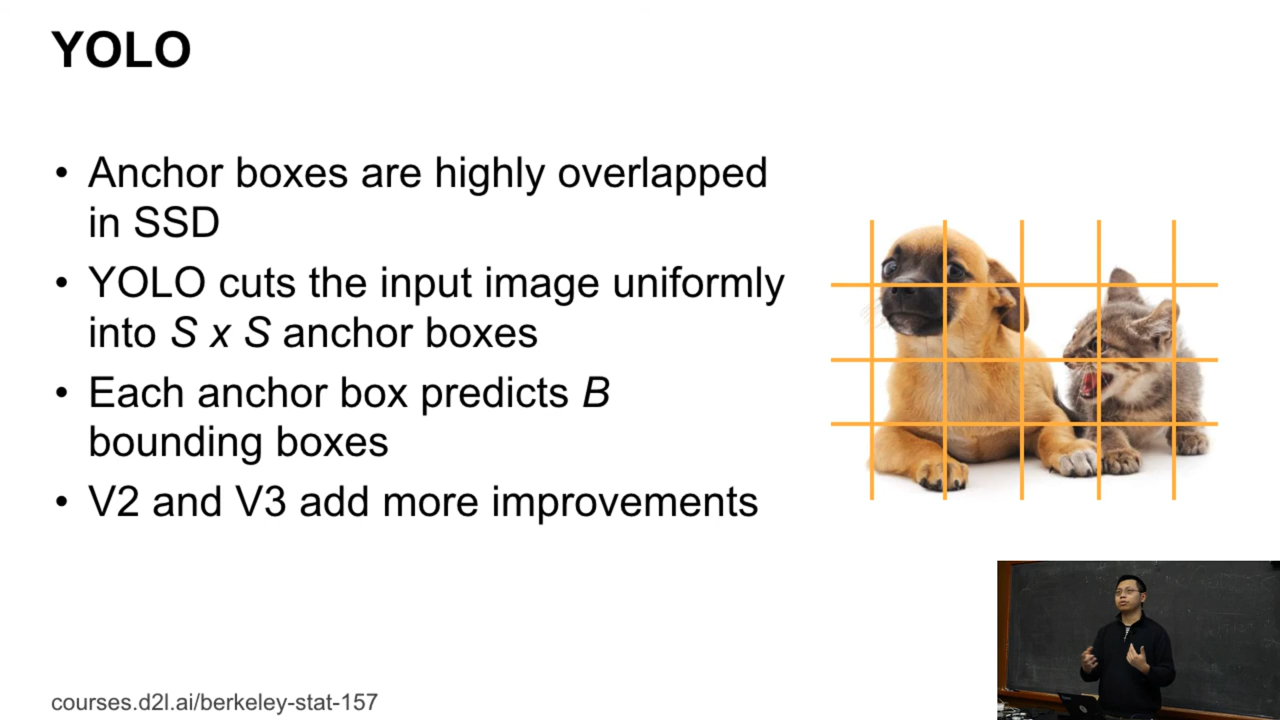 YOLO
• Anchor boxes are highly overlapped
in SSD
• YOLO cuts the input image uniformly
into S x S anchor boxes
• Each anchor box predicts B
bounding boxes
• V2 and V3 add more improvements
courses.d2l.ai/berkeley-stat-157